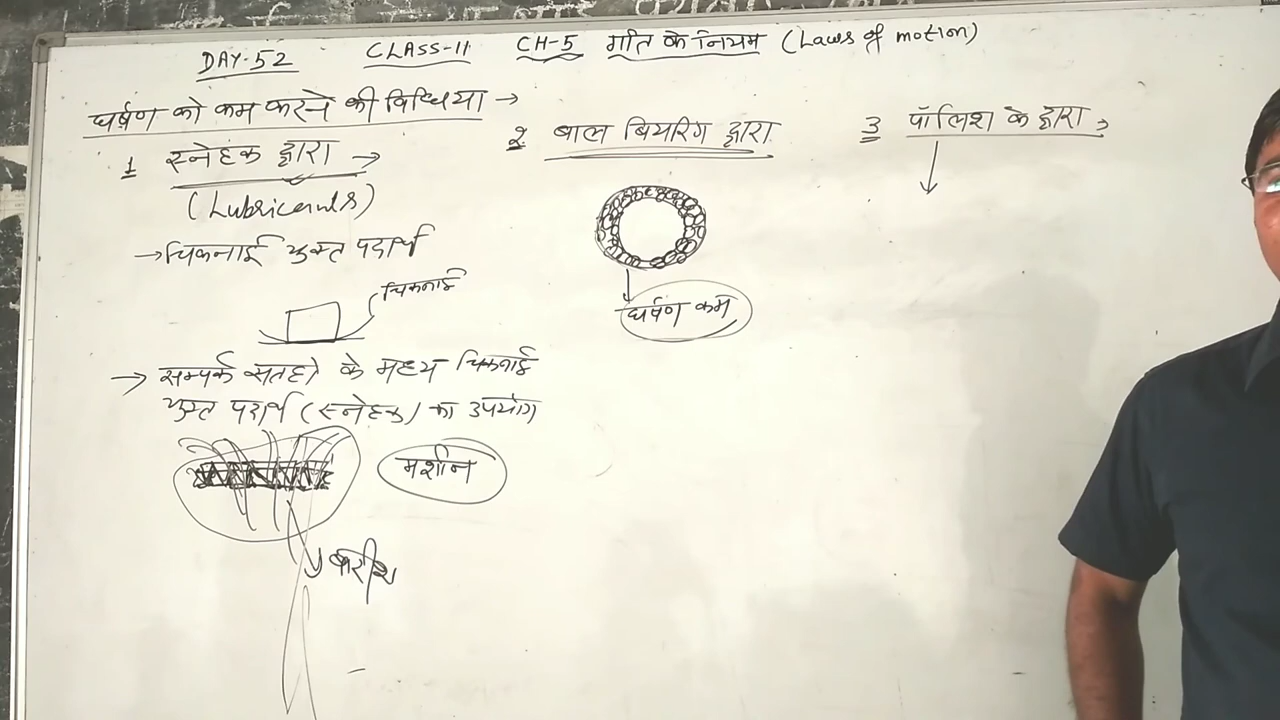 DAY-52 CLASS-11 CH-5 गति के नियम (Laws of motion)
घर्षण को कम करने की विधिया →
1 स्नेहक द्वारा →
(Lubricants)
→ चिकनाई युक्त पदार्थ
चिकनाई
→ सम्पर्क सतहो के मध्य चिकनाई
युक्त पदार्थ (स्नेहक) का उपयोग
मशीन
2 बाल बियरिंग द्वारा
घर्षण कम
3 पॉलिश के द्वारा →